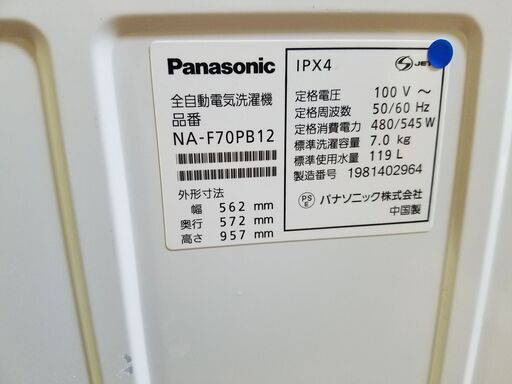 Panasonic
全自動電気洗濯機
品番
NA-F70PB12
外形寸法
幅 562 mm
奥行 572 mm
高さ 957 mm
IPX4
S JET
定格電圧 100 V ～
定格周波数 50/60 Hz
定格消費電力 480/545 W
標準洗濯容量 7.0 kg
標準使用水量 119 L
製造番号 1981402964
PS E パナソニック株式会社
中国製